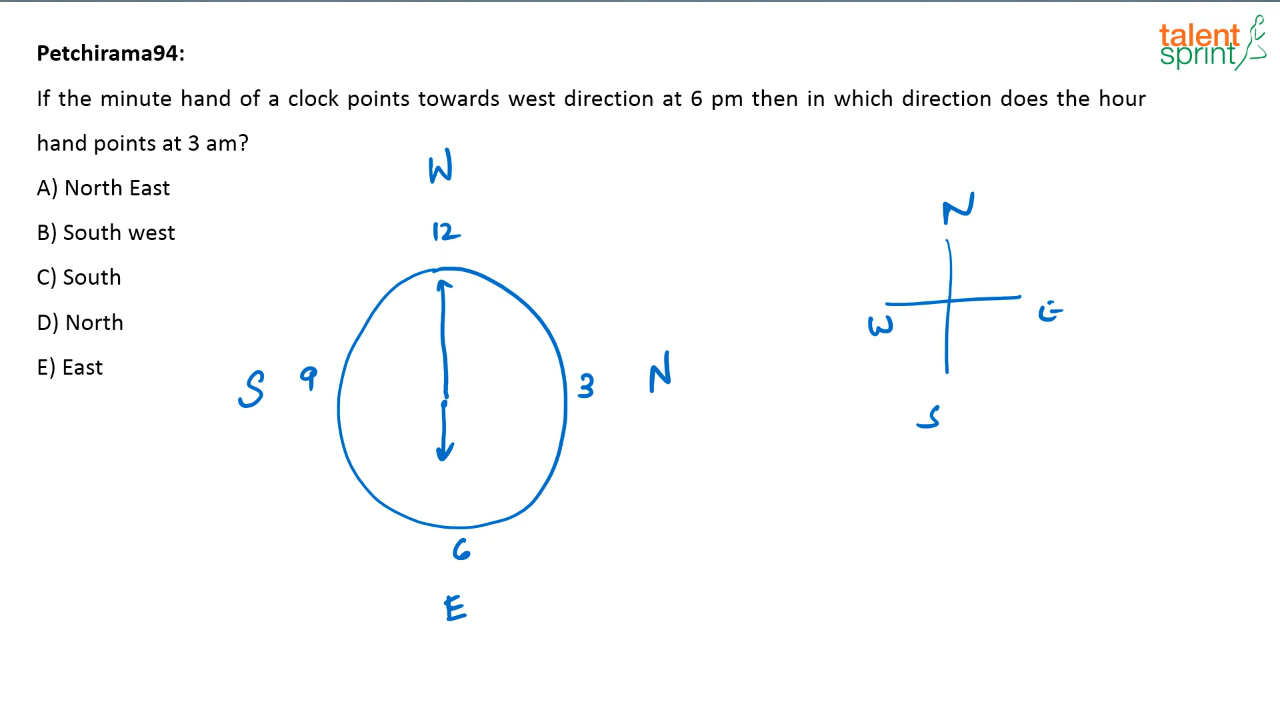 talent
sprint
Petchirama94:
If the minute hand of a clock points towards west direction at 6 pm then in which direction does the hour
hand points at 3 am?
A) North East
B) South west
C) South
D) North
E) East
W
12
S 9
3 N
6
E
N
W E
S